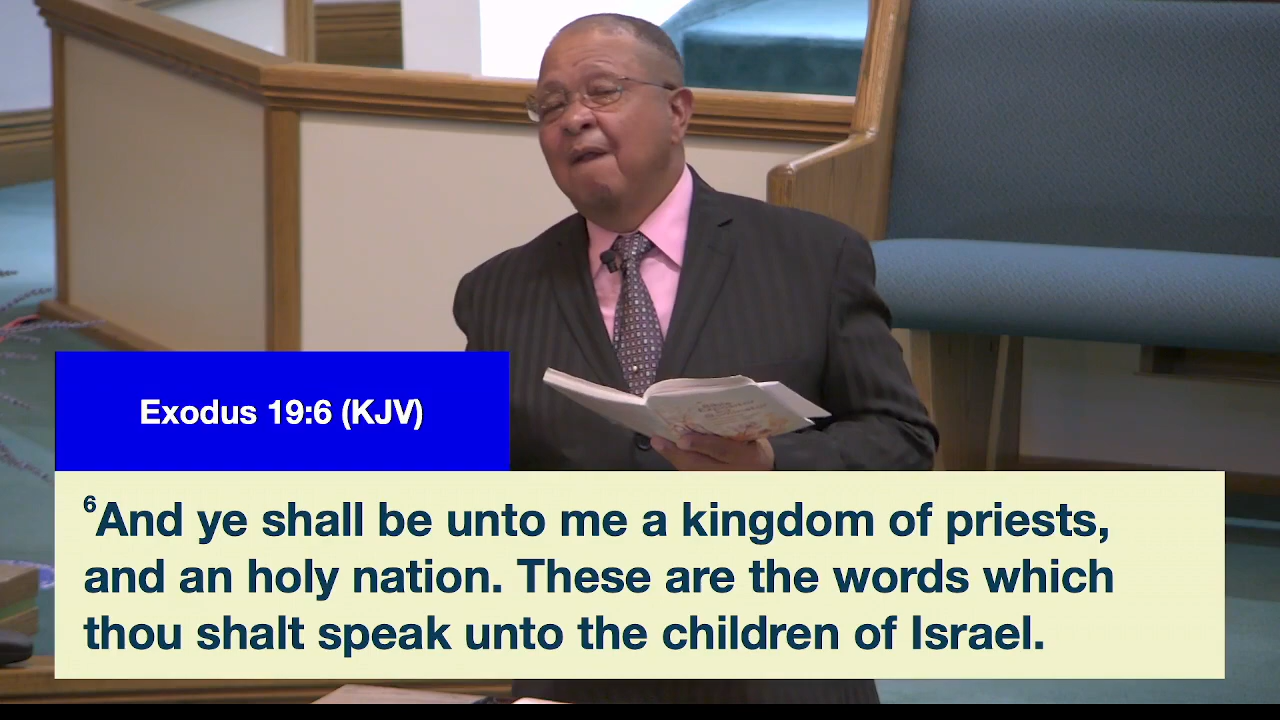 Exodus 19:6 (KJV)
6And ye shall be unto me a kingdom of priests,
and an holy nation. These are the words which
thou shalt speak unto the children of Israel.